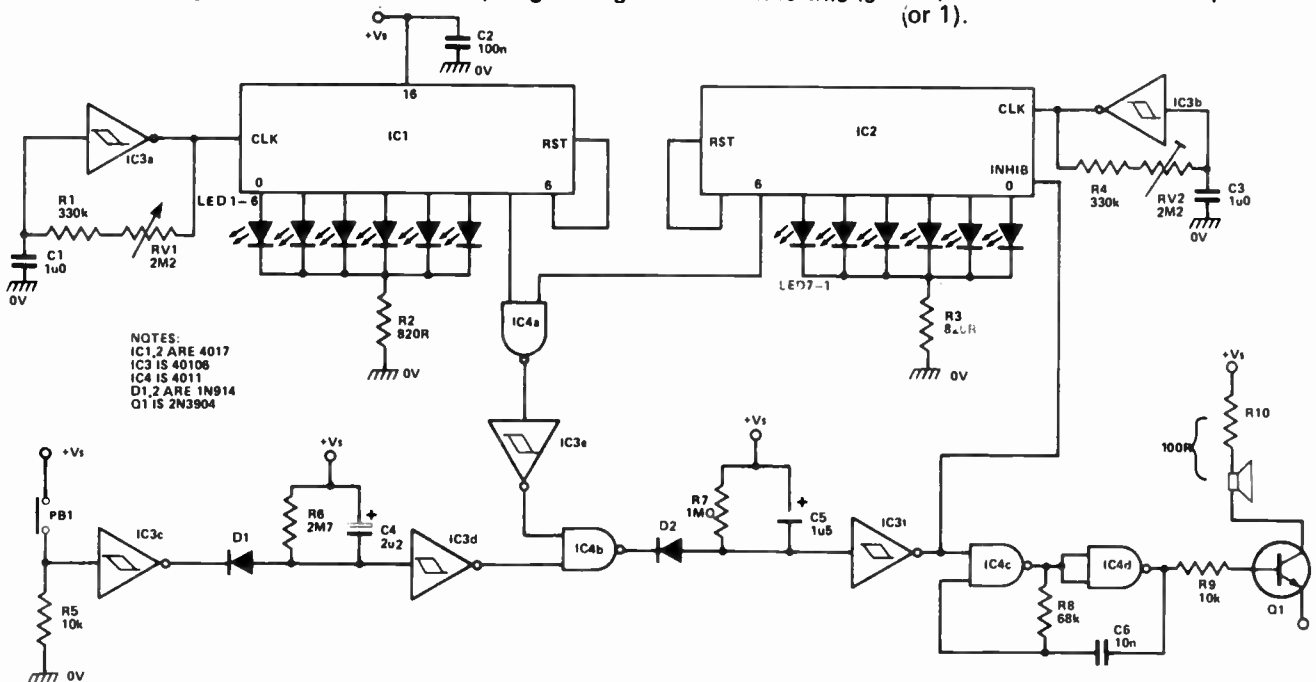 (or 1).
+Vs
C2
100n
0V
16
CLK
IC1
RST
0
6
IC3a
R1
330k
RV1
2M2
C1
1u0
0V
LED1-6
R2
820R
0V
RST
IC2
CLK
INHIB
6
0
IC3b
R4
330k
RV2
2M2
C3
1u0
0V
LED7-1
R3
0V
IC4a
NOTES:
IC1,2 ARE 4017
IC3 IS 40106
IC4 IS 4011
D1,2 ARE 1N914
Q1 IS 2N3904
IC3e
+Vs
PB1
R5
10k
0V
IC3c
D1
+Vs
R6
2M7
+
C4
2u2
IC3d
IC4b
D2
+Vs
R7
1M
+
C5
1u5
IC4c
R8
68k
IC4d
C6
10n
R9
10k
+Vs
R10
100R
Q1